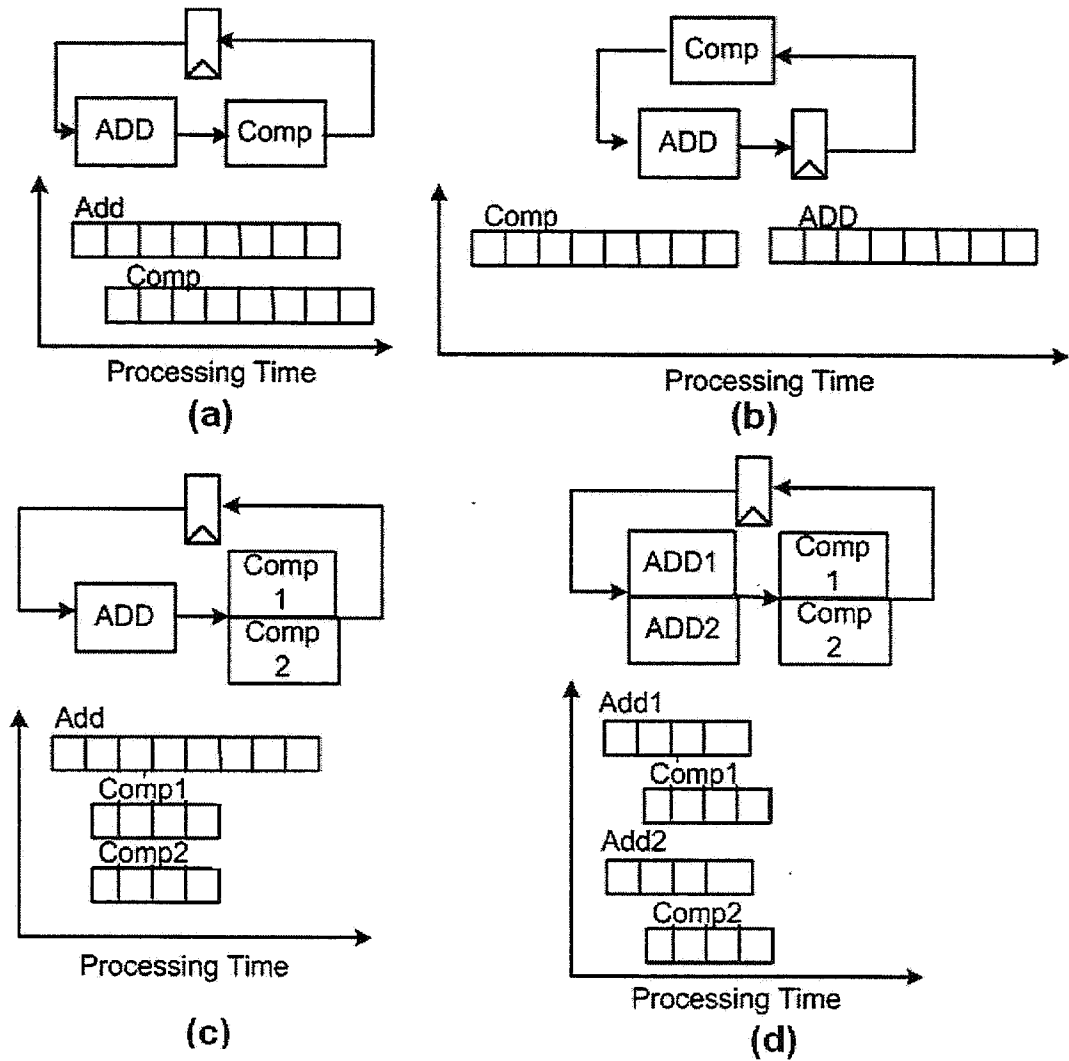 ADD
Comp
Add
Comp
Processing Time
(a)
Comp
ADD
Comp
ADD
Processing Time
(b)
ADD
Comp
1
Comp
2
Add
Comp1
Comp2
Processing Time
(c)
ADD1
ADD2
Comp
1
Comp
2
Add1
Comp1
Add2
Comp2
Processing Time
(d)